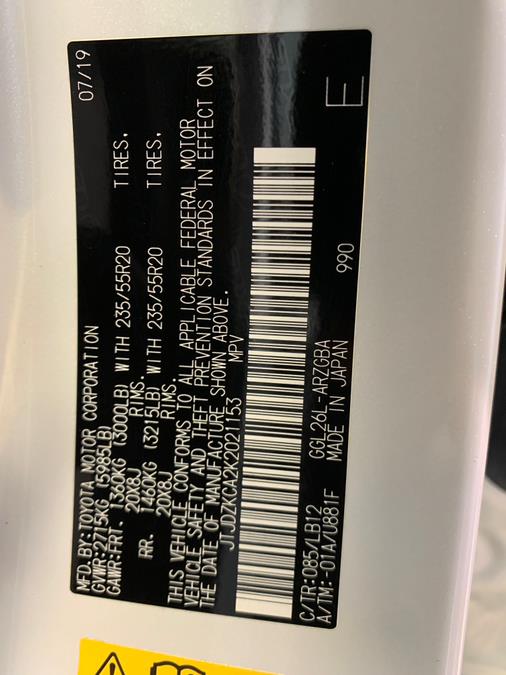 MFD. BY: TOYOTA MOTOR CORPORATION 07/19
GVWR: 2715KG (5985LB)
GAWR: FRT. 1360KG (3000LB) WITH 235/55R20 TIRES,
20X8J RIMS.
RR. 1460KG (3215LB) WITH 235/55R20 TIRES,
20X8J RIMS.
THIS VEHICLE CONFORMS TO ALL APPLICABLE FEDERAL MOTOR
VEHICLE SAFETY AND THEFT PREVENTION STANDARDS IN EFFECT ON
THE DATE OF MANUFACTURE SHOWN ABOVE.
JTJDZKCA2K2021153 MPV
C/TR: 085/LB12 GGL26L-ARZGBA 990 E
A/TM: -01A/U881F MADE IN JAPAN